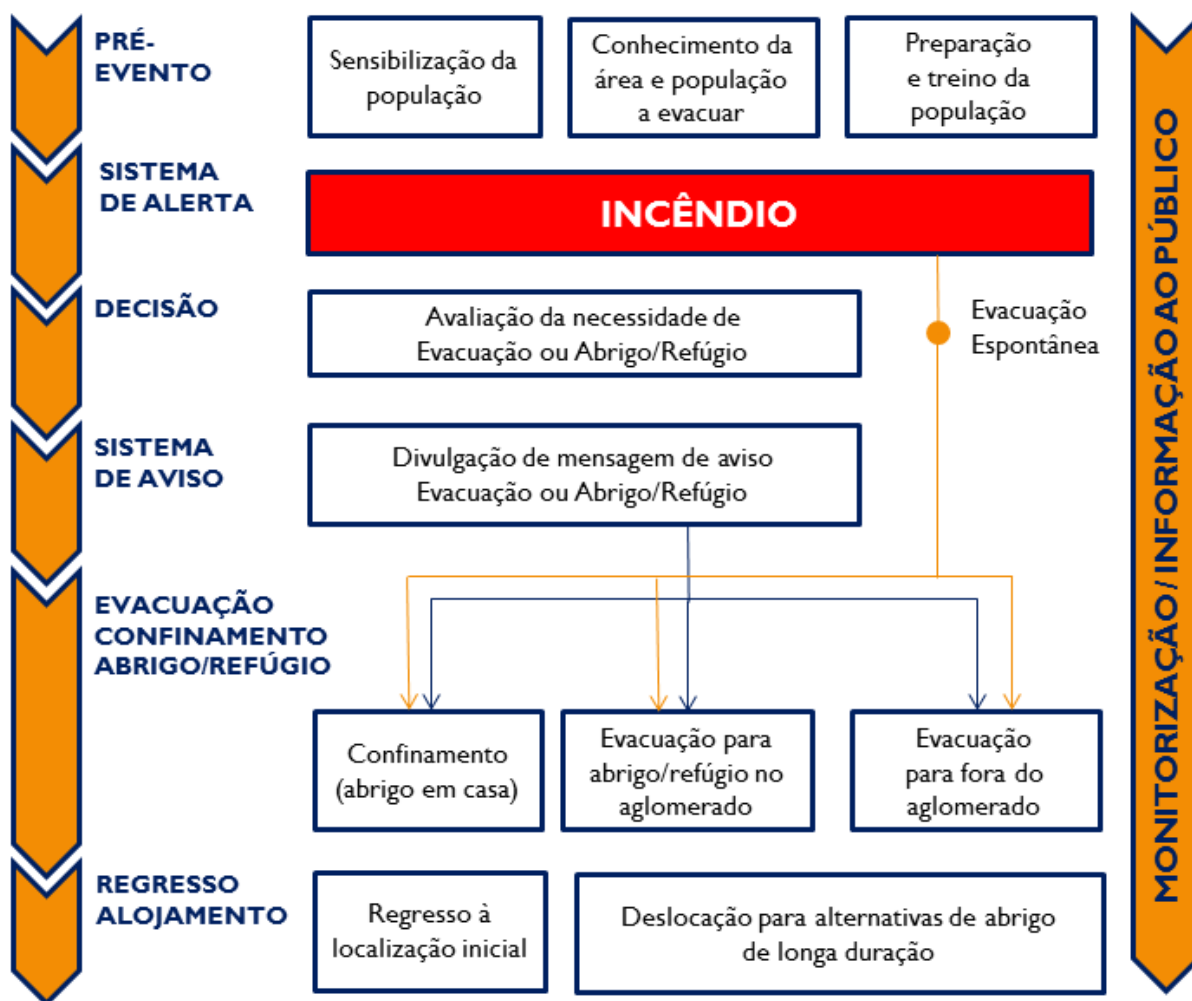 PRÉ-
EVENTO
Sensibilização da
população
Conhecimento da
área e população
a evacuar
Preparação
e treino da
população
SISTEMA
DE ALERTA
INCÊNDIO
DECISÃO
Avaliação da necessidade de
Evacuação ou Abrigo/Refúgio
Evacuação
Espontânea
SISTEMA
DE AVISO
Divulgação de mensagem de aviso
Evacuação ou Abrigo/Refúgio
EVACUAÇÃO
CONFINAMENTO
ABRIGO/REFÚGIO
Confinamento
(abrigo em casa)
Evacuação para
abrigo/refúgio no
aglomerado
Evacuação
para fora do
aglomerado
REGRESSO
ALOJAMENTO
Regresso à
localização inicial
Deslocação para alternativas de abrigo
de longa duração
MONITORIZAÇÃO / INFORMAÇÃO AO PÚBLICO